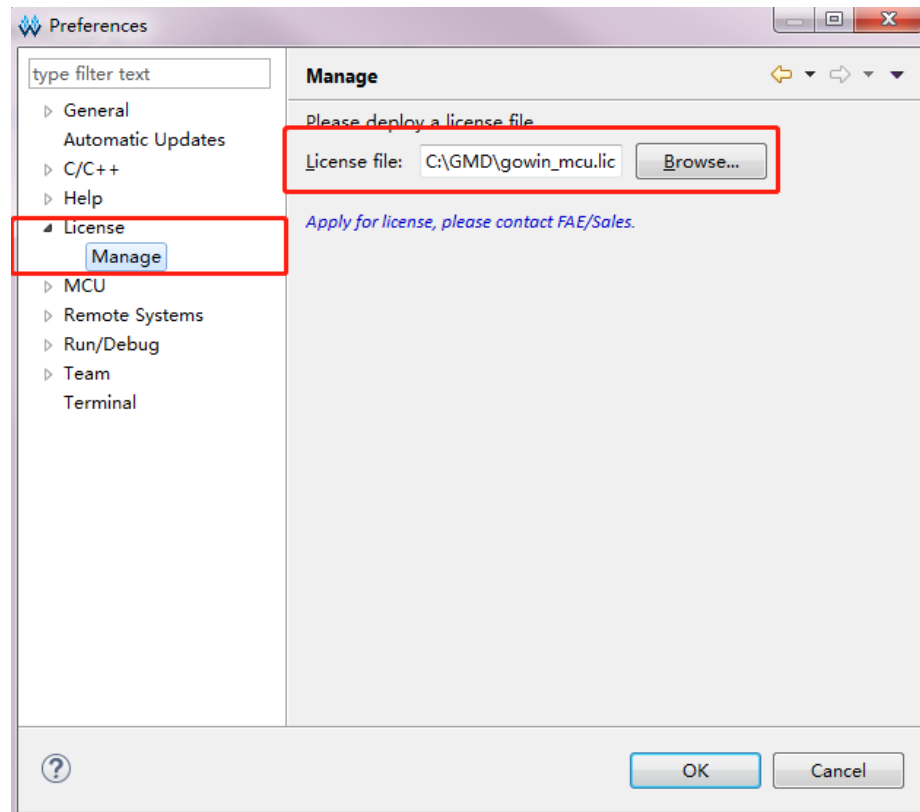 Preferences
type filter text
General
Automatic Updates
C/C++
Help
License
Manage
MCU
Remote Systems
Run/Debug
Team
Terminal
Manage
Please deploy a license file
License file: C:\GMD\gowin_mcu.lic Browse...
Apply for license, please contact FAE/Sales.
? OK Cancel